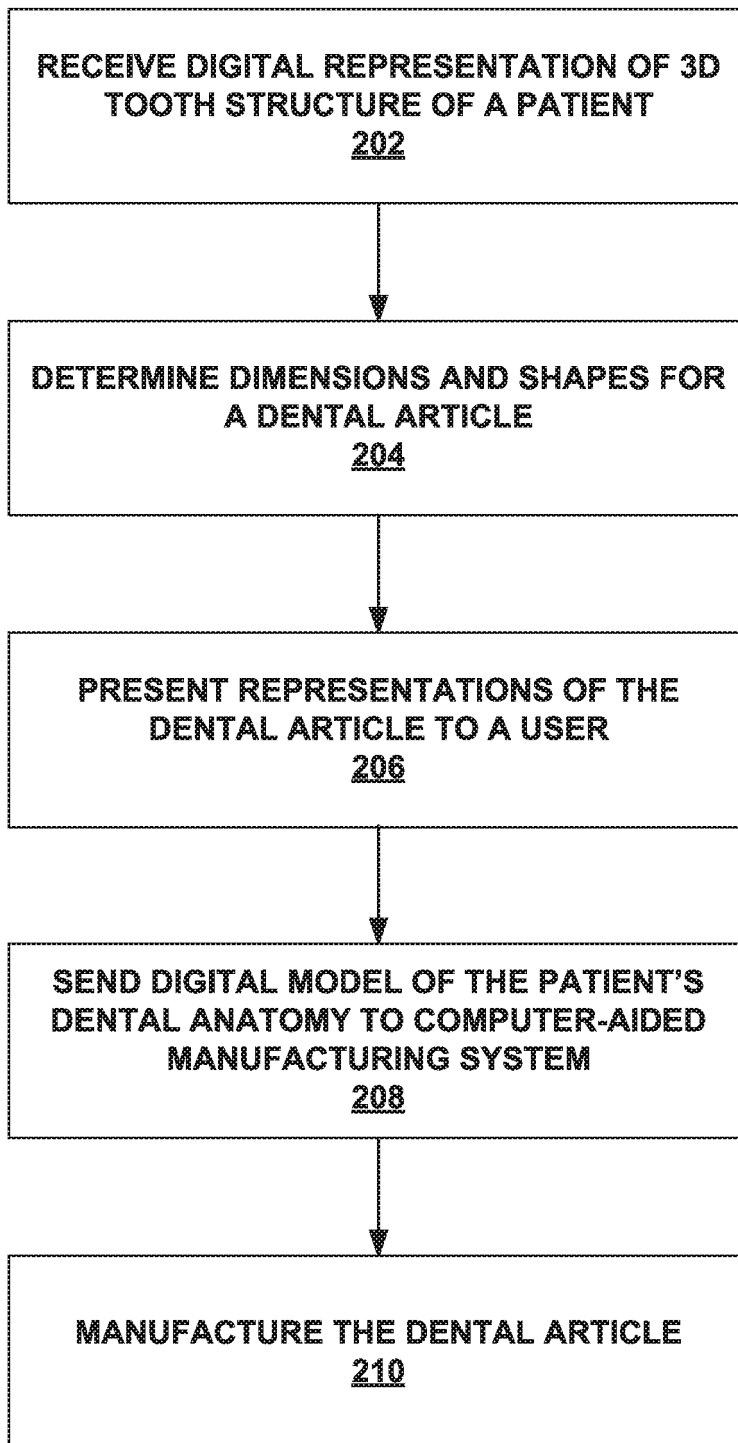 RECEIVE DIGITAL REPRESENTATION OF 3D
TOOTH STRUCTURE OF A PATIENT
202
DETERMINE DIMENSIONS AND SHAPES FOR
A DENTAL ARTICLE
204
PRESENT REPRESENTATIONS OF THE
DENTAL ARTICLE TO A USER
206
SEND DIGITAL MODEL OF THE PATIENT’S
DENTAL ANATOMY TO COMPUTER-AIDED
MANUFACTURING SYSTEM
208
MANUFACTURE THE DENTAL ARTICLE
210